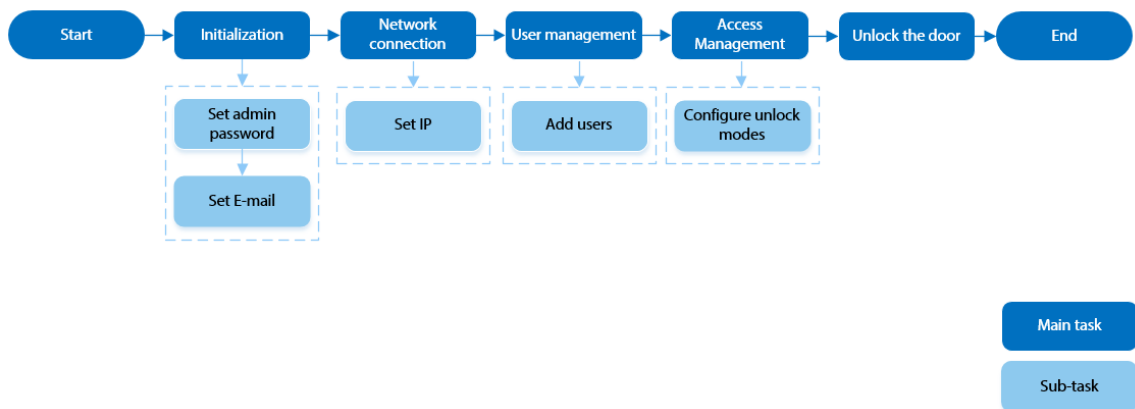 Start
Initialization
Network
connection
User management
Access
Management
Unlock the door
End
Set admin
password
Set E-mail
Set IP
Add users
Configure unlock
modes
Main task
Sub-task